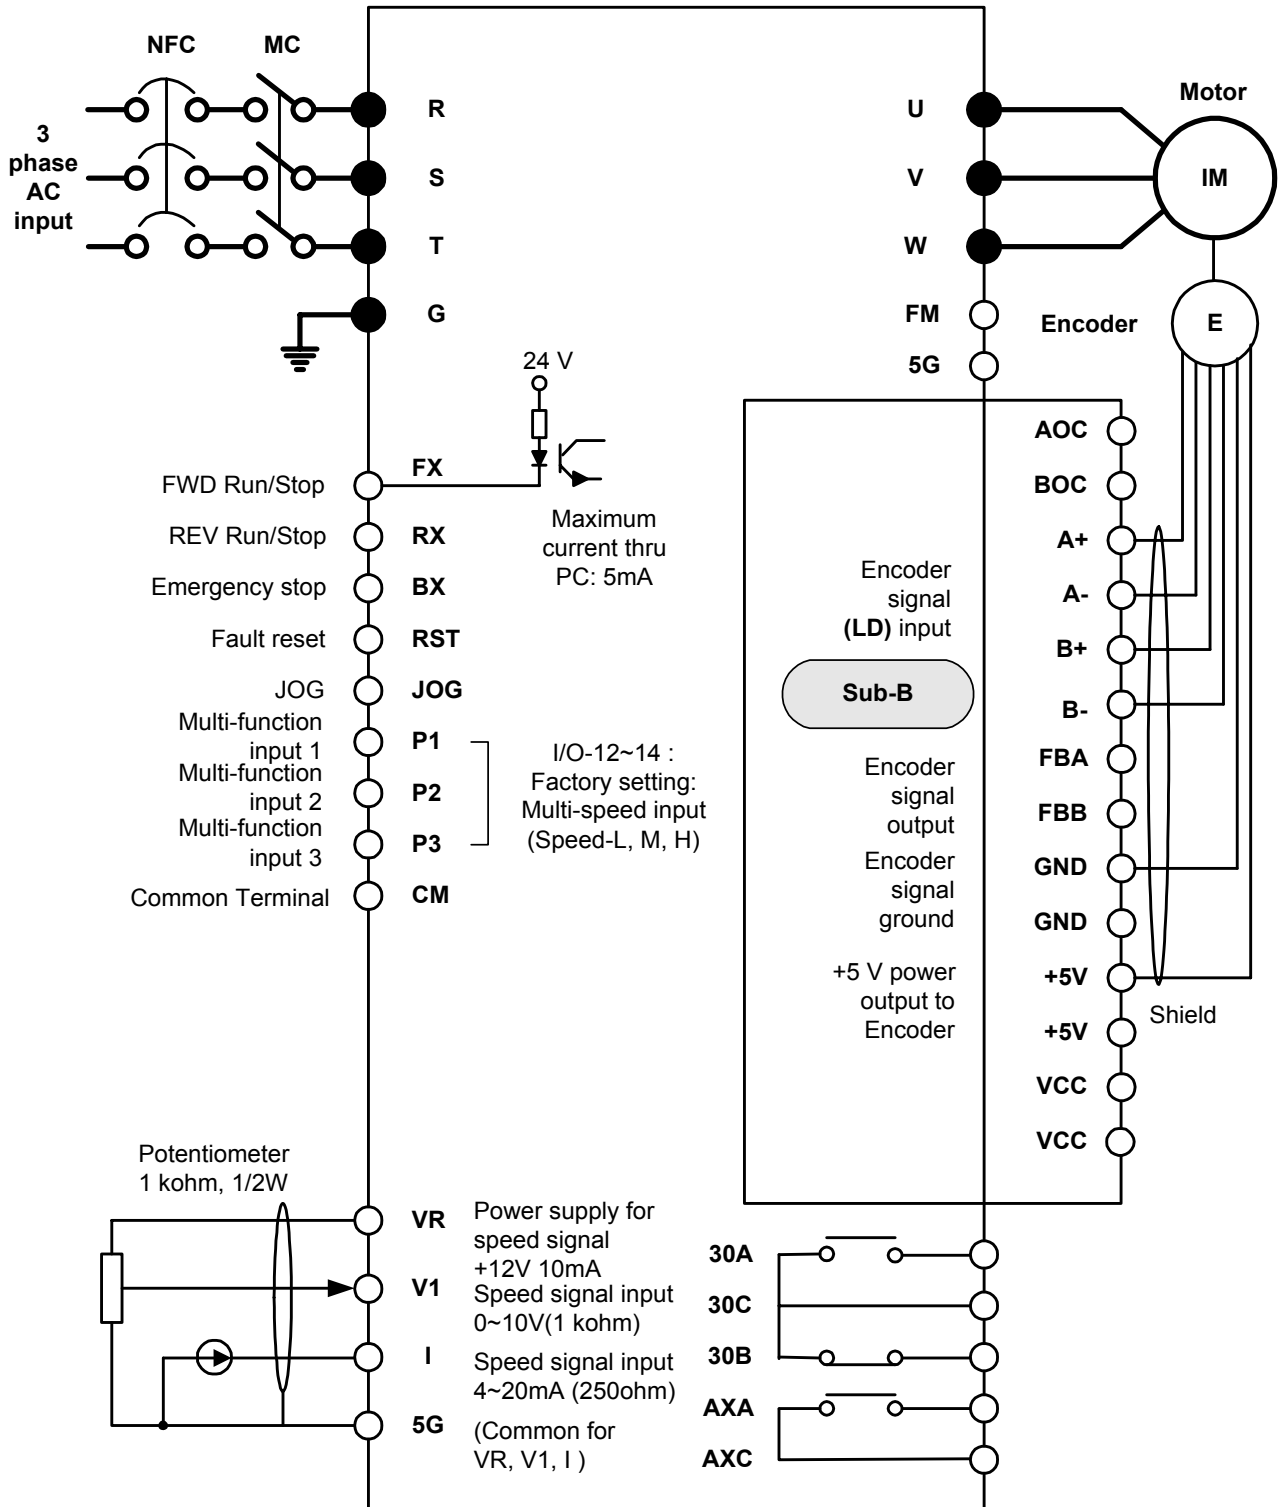 NFC
MC
3
phase
AC
input
R
S
T
G
U
V
W
FM
5G
Motor
IM
Encoder
E
24 V
FWD Run/Stop
FX
REV Run/Stop
RX
Emergency stop
BX
Fault reset
RST
JOG
JOG
Multi-function
input 1
P1
Multi-function
input 2
P2
Multi-function
input 3
P3
Common Terminal
CM
Maximum
current thru
PC: 5mA
I/O-12~14 :
Factory setting:
Multi-speed input
(Speed-L, M, H)
Encoder
signal
(LD) input
Sub-B
Encoder
signal
output
Encoder
signal
ground
+5 V power
output to
Encoder
AOC
BOC
A+
A-
B+
B-
FBA
FBB
GND
GND
+5V
+5V
VCC
VCC
Shield
Potentiometer
1 kohm, 1/2W
VR
Power supply for
speed signal
+12V 10mA
V1
Speed signal input
0~10V(1 kohm)
I
Speed signal input
4~20mA (250ohm)
5G
(Common for
VR, V1, I )
30A
30C
30B
AXA
AXC